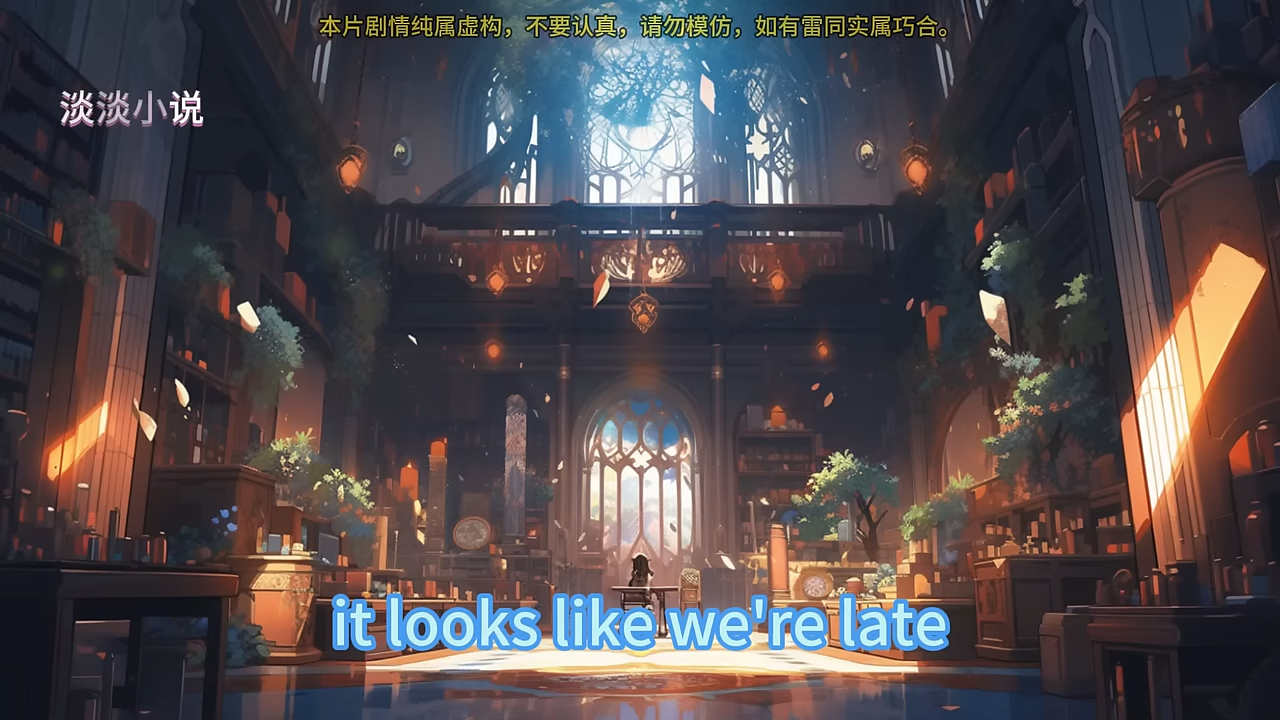 本片剧情纯属虚构，不要认真，请勿模仿，如有雷同实属巧合。
淡淡小说
it looks like we're late